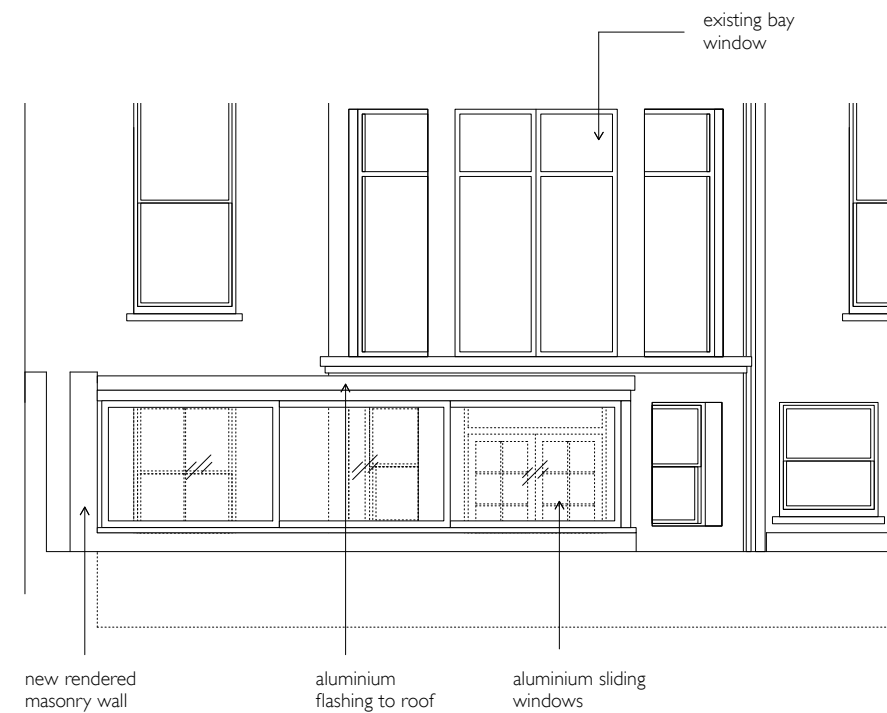 existing bay
window
new rendered
masonry wall
aluminium
flashing to roof
aluminium sliding
windows